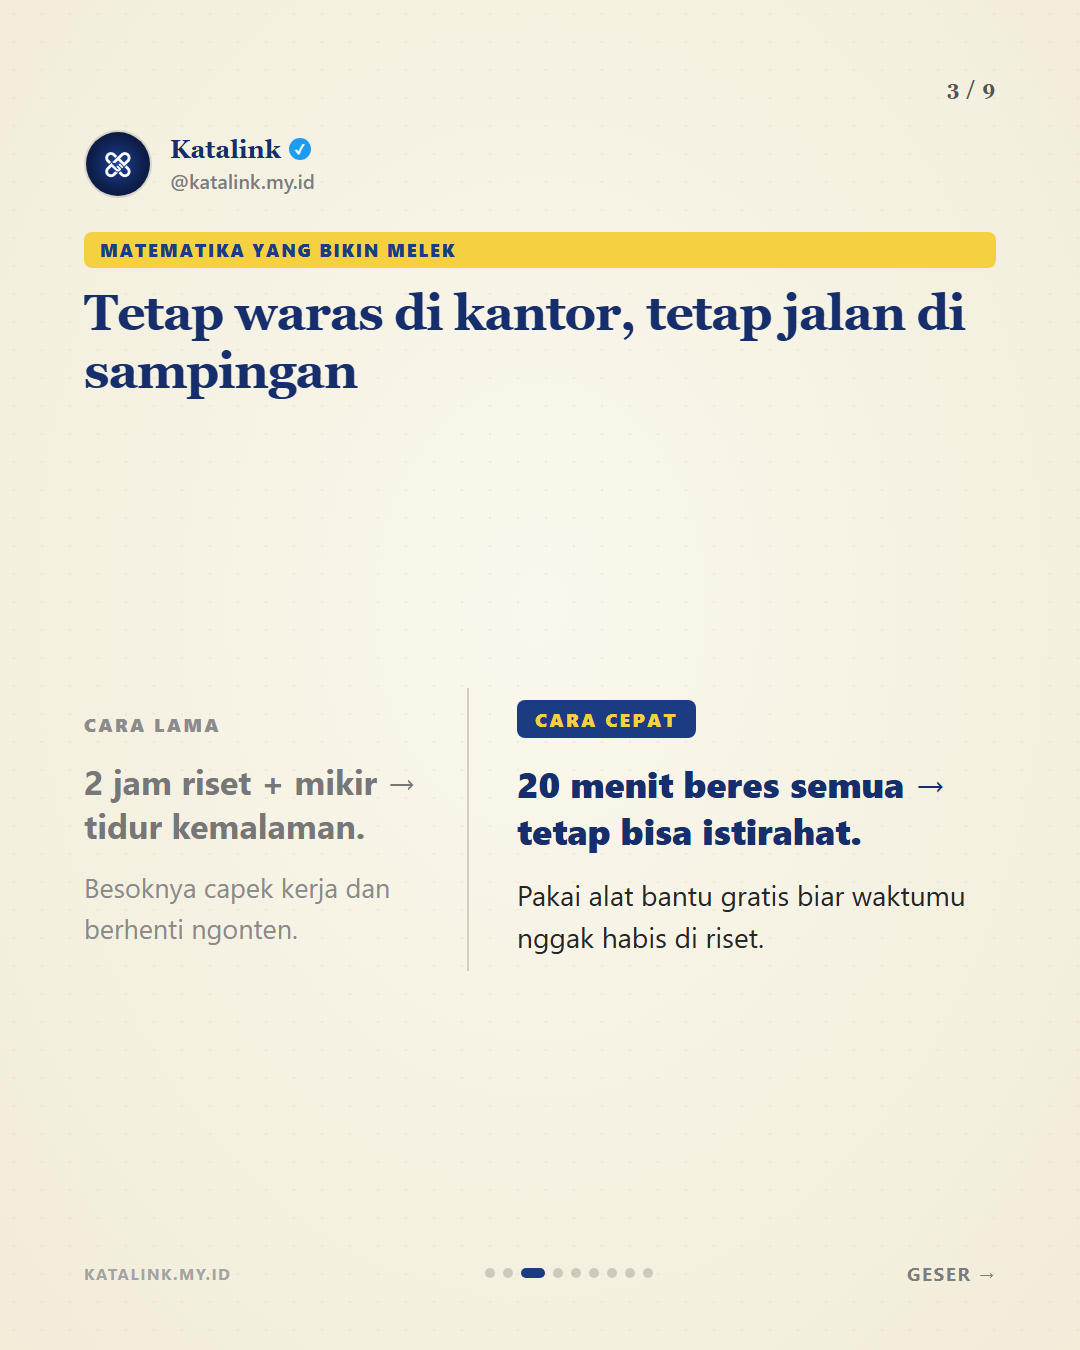 3 / 9
Katalink
@katalink.my.id
MATEMATIKA YANG BIKIN MELEK
Tetap waras di kantor, tetap jalan di
sampingan
CARA LAMA
2 jam riset + mikir →
tidur kemalaman.
Besoknya capek kerja dan
berhenti ngonten.
CARA CEPAT
20 menit beres semua →
tetap bisa istirahat.
Pakai alat bantu gratis biar waktumu
nggak habis di riset.
KATALINK.MY.ID
GESER →